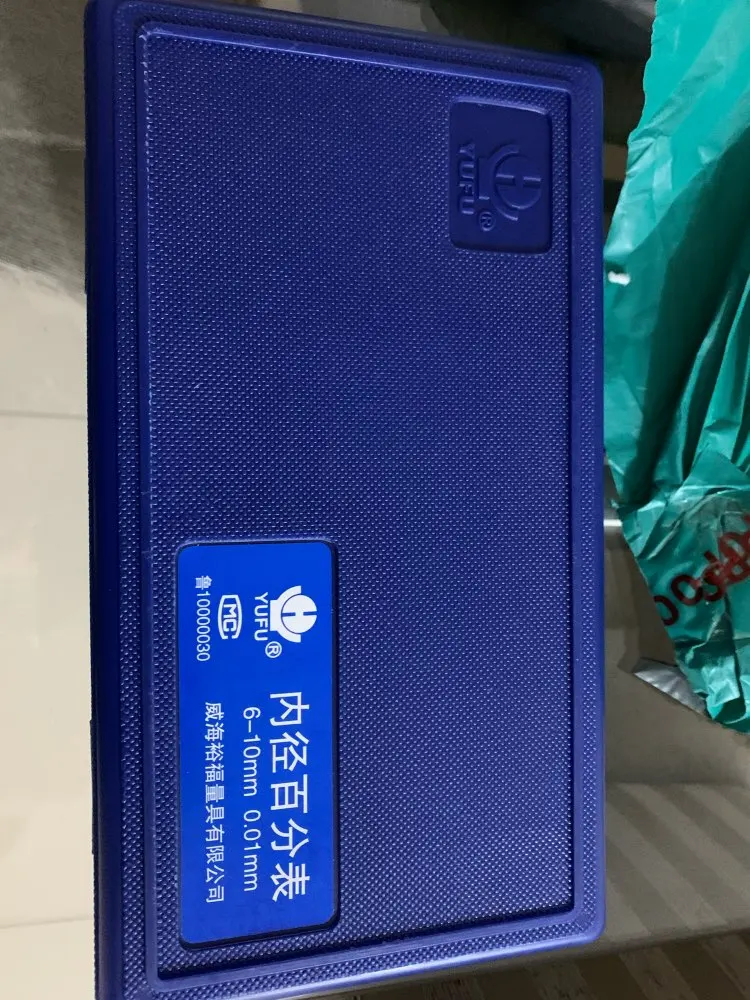 YUFU®
YUFU®
MC
鲁10000030
内径百分表
6-10mm 0.01mm
威海裕福量具有限公司